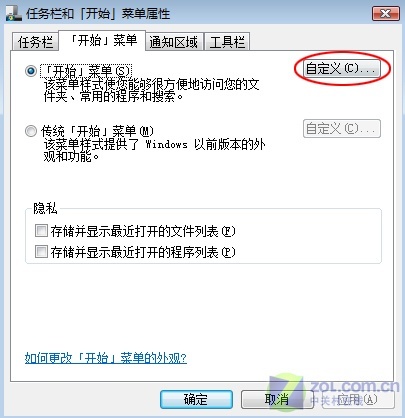 任务栏和「开始」菜单属性
任务栏 「开始」菜单 通知区域 工具栏
「开始」菜单(S) 自定义(C)...
该菜单样式使您能够很方便地访问您的文
件夹、常用的程序和搜索。
传统「开始」菜单(M) 自定义(C)...
该菜单样式提供了 Windows 以前版本的外
观和功能。
隐私
存储并显示最近打开的文件列表(F)
存储并显示最近打开的程序列表(P)
如何更改「开始」菜单的外观?
确定 取消 应用(A)
ZOL.COM.CN
中关村在线